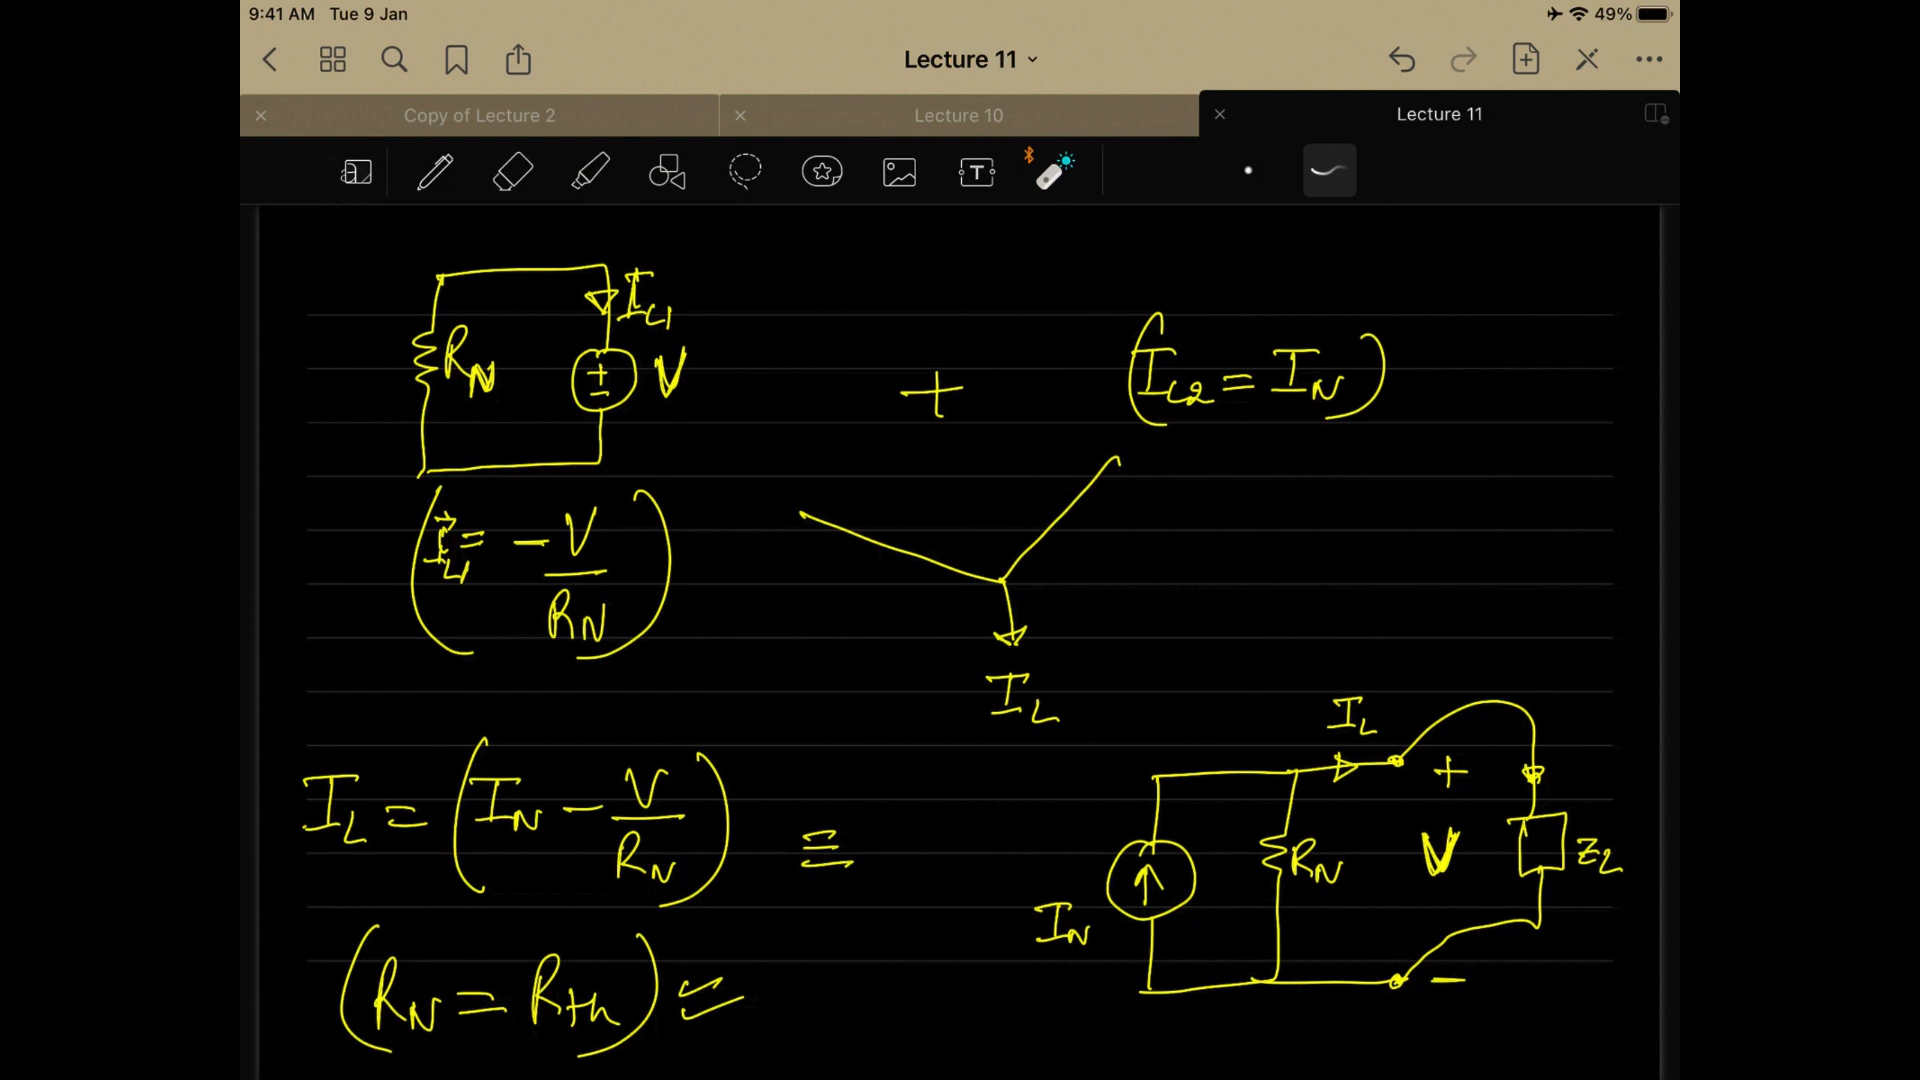 9:41 AM Tue 9 Jan 49%
Lecture 11
Copy of Lecture 2
Lecture 10
Lecture 11
T
I_L1
R_N
+
-
V
+
(I_L2 = I_N)
(I_L1 = -V/R_N)
I_L
I_L = (I_N - V/R_N) ≡
I_L
+
R_N
V
Z_L
I_N
-
(R_N = R_th)